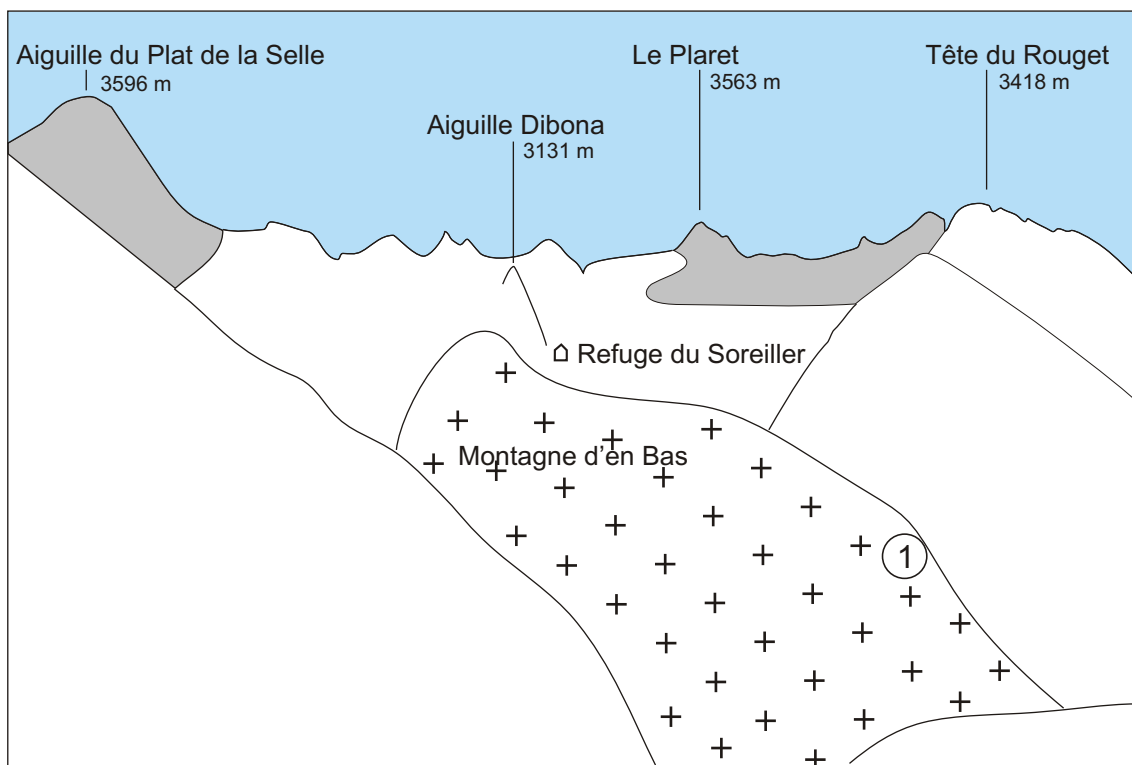 Aiguille du Plat de la Selle
3596 m
Le Plaret
3563 m
Tête du Rouget
3418 m
Aiguille Dibona
3131 m
Refuge du Soreiller
Montagne d'en Bas
1